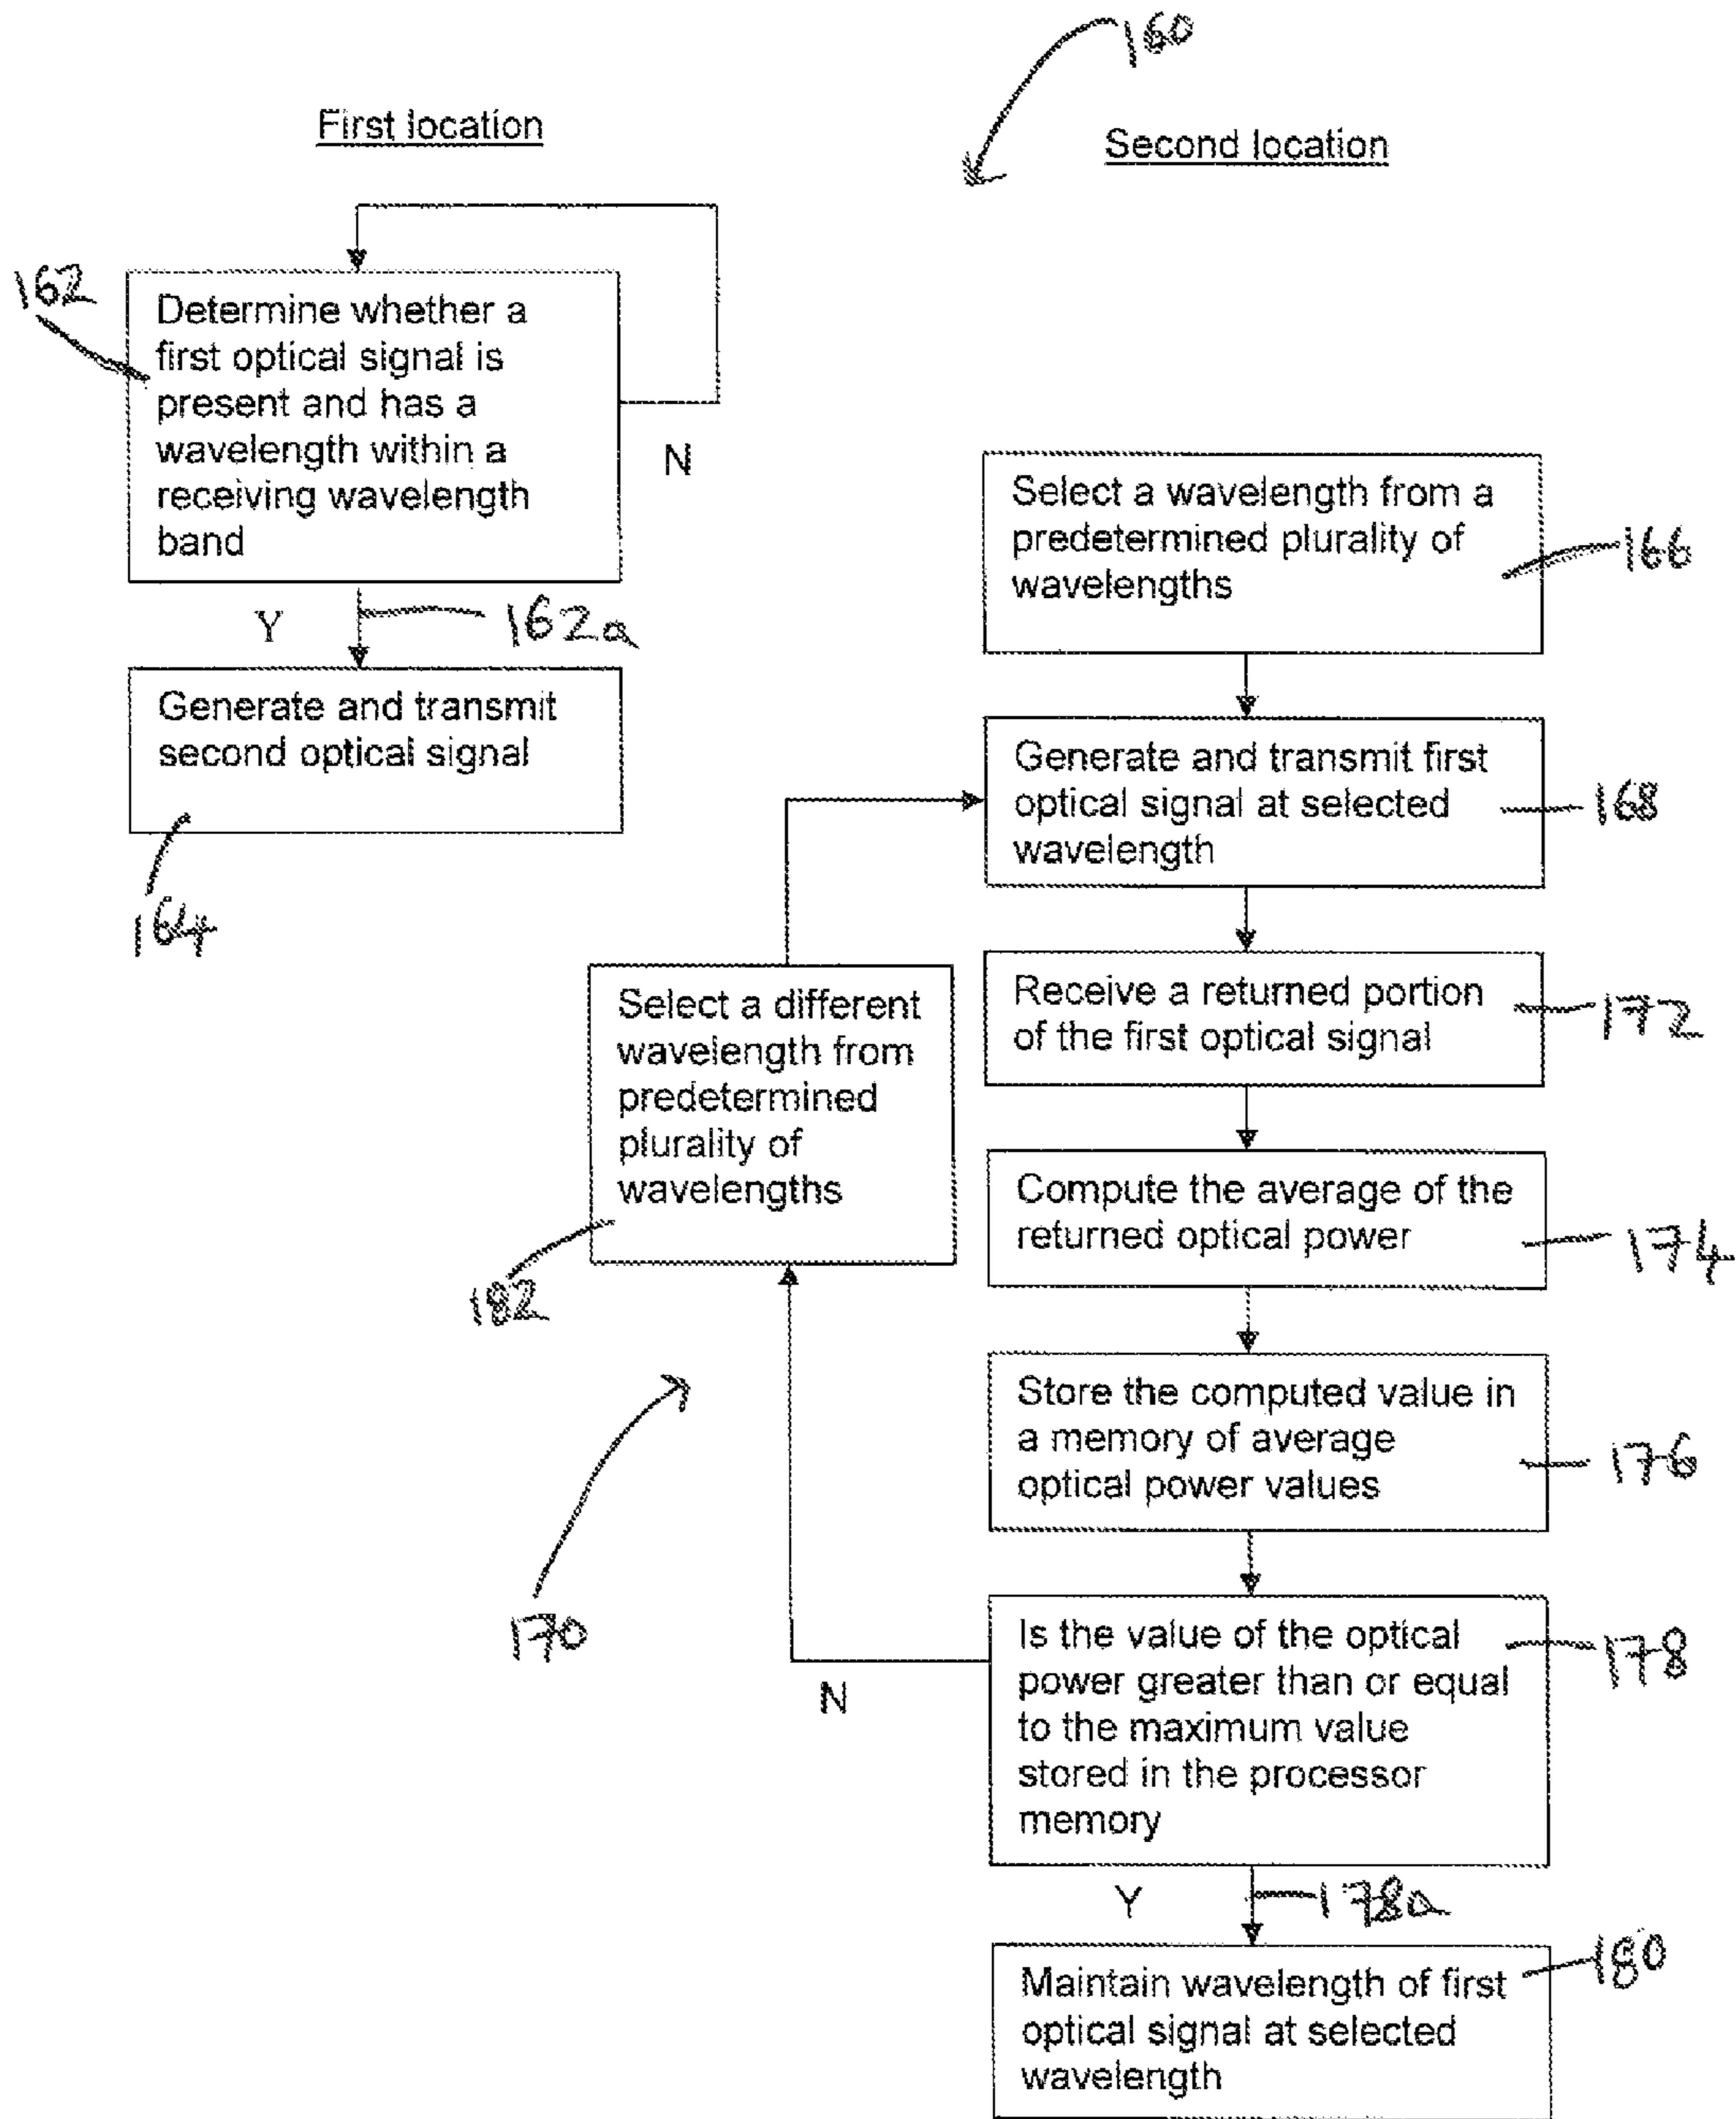 160
First location
Second location
162
Determine whether a
first optical signal is
present and has a
wavelength within a
receiving wavelength
band
N
Y
162a
Generate and transmit
second optical signal
164
Select a wavelength from a
predetermined plurality of
wavelengths
166
Generate and transmit first
optical signal at selected
wavelength
168
Receive a returned portion
of the first optical signal
172
Select a different
wavelength from
predetermined
plurality of
wavelengths
182
Compute the average of the
returned optical power
174
Store the computed value in
a memory of average
optical power values
176
170
Is the value of the optical
power greater than or equal
to the maximum value
stored in the processor
memory
178
N
Y
178a
Maintain wavelength of first
optical signal at selected
wavelength
180